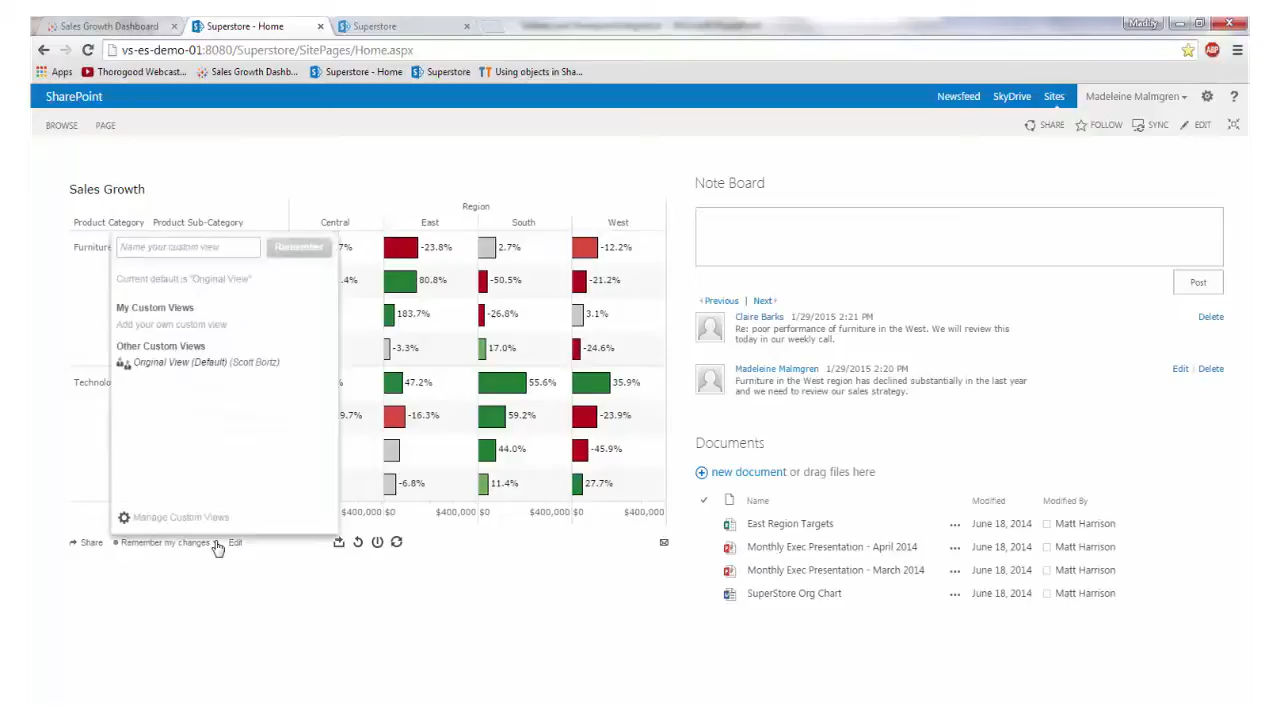 Sales Growth Dashboard
Superstore - Home
Superstore
Maddy
vs-es-demo-01:8080/Superstore/SitePages/Home.aspx
ABP
Apps
Thorogood Webcast...
Sales Growth Dashb...
Superstore - Home
Superstore
Using objects in Sha...
SharePoint
Newsfeed
SkyDrive
Sites
Madeleine Malmgren
?
BROWSE
PAGE
SHARE
FOLLOW
SYNC
EDIT
Sales Growth
Region
Product Category
Product Sub-Category
Central
East
South
West
Furniture
7%
-23.8%
2.7%
-12.2%
.4%
80.8%
-50.5%
-21.2%
183.7%
-26.8%
3.1%
-3.3%
17.0%
-24.6%
Technolo
%
47.2%
55.6%
35.9%
9.7%
-16.3%
59.2%
-23.9%
44.0%
-45.9%
-6.8%
11.4%
27.7%
$400,000 $0
$400,000 $0
$400,000 $0
$400,000
Name your custom view
Remember
Current default is "Original View"
My Custom Views
Add your own custom view
Other Custom Views
Original View (Default) (Scott Bortz)
Manage Custom Views
Share
Remember my changes
Edit
Note Board
Post
Previous | Next
Claire Barks 1/29/2015 2:21 PM
Delete
Re: poor performance of furniture in the West. We will review this
today in our weekly call.
Madeleine Malmgren 1/29/2015 2:20 PM
Edit | Delete
Furniture in the West region has declined substantially in the last year
and we need to review our sales strategy.
Documents
new document or drag files here
Name
Modified
Modified By
East Region Targets
... June 18, 2014
Matt Harrison
Monthly Exec Presentation - April 2014
... June 18, 2014
Matt Harrison
Monthly Exec Presentation - March 2014
... June 18, 2014
Matt Harrison
SuperStore Org Chart
... June 18, 2014
Matt Harrison